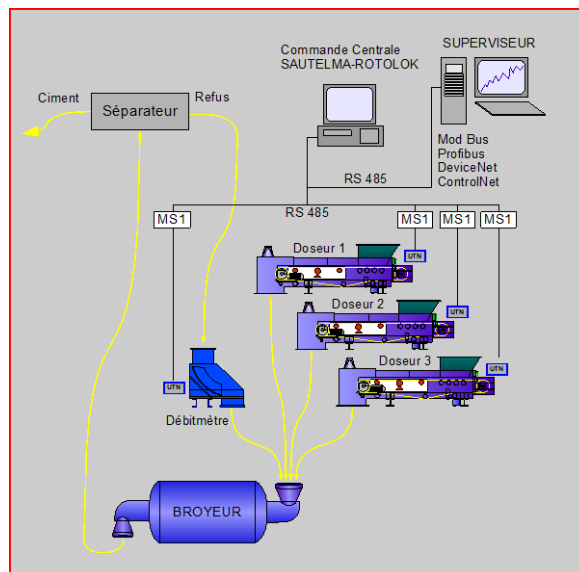 SUPERVISEUR
Commande Centrale
SAUTELMA-ROTOLOK
Ciment
Refus
Séparateur
Mod Bus
Profibus
DeviceNet
ControlNet
RS 485
RS 485
MS1
MS1
MS1
MS1
Doseur 1
UTN
Doseur 2
UTN
Doseur 3
UTN
UTN
Débitmètre
BROYEUR